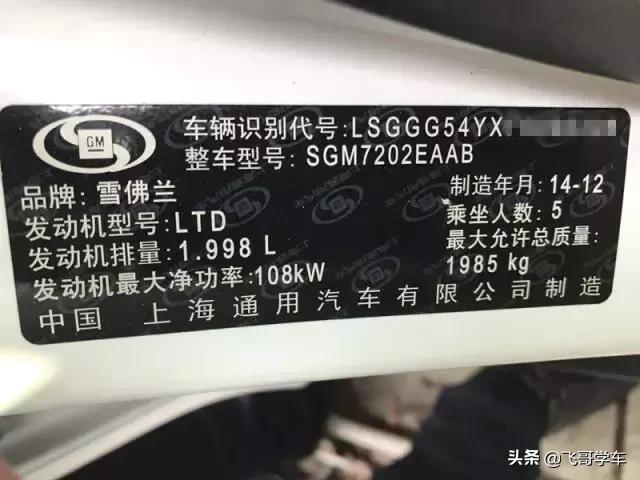 GM
车辆识别代号:LSGGG54YX
整车型号:SGM7202EAAB
品牌:雪佛兰
制造年月:14-12
发动机型号:LTD
乘坐人数:5
发动机排量:1.998 L
最大允许总质量:
发动机最大净功率:108kW
1985 kg
中国 上海通用汽车有限公司制造
头条 @飞哥学车